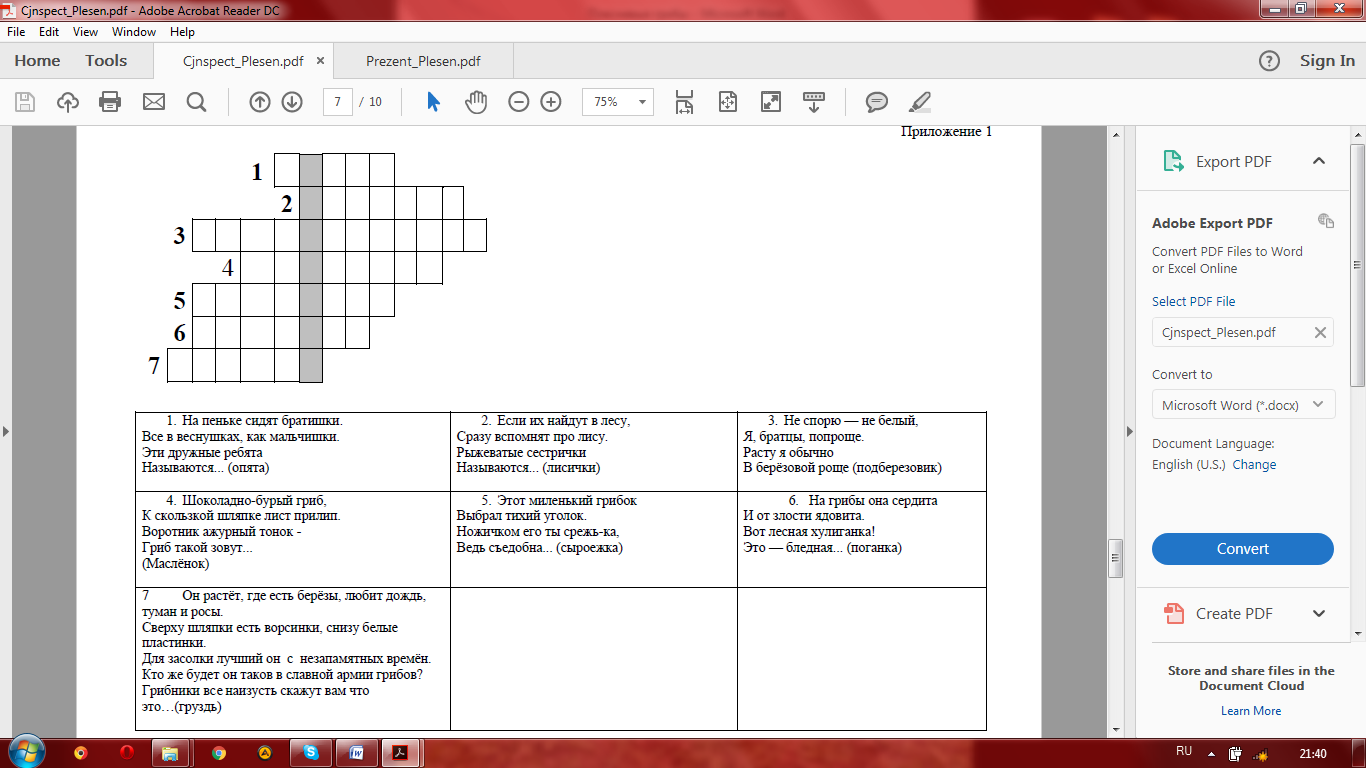 Cjnspect_Plesen.pdf - Adobe Acrobat Reader DC
File Edit View Window Help
Home Tools Cjnspect_Plesen.pdf × Prezent_Plesen.pdf ? Sign In
7 / 10 75%
Приложение 1
1
2
3
4
5
6
7
1. На пеньке сидят братишки.
Все в веснушках, как мальчишки.
Эти дружные ребята
Называются... (опята)
2. Если их найдут в лесу,
Сразу вспомнят про лису.
Рыжеватые сестрички
Называются... (лисички)
3. Не спорю — не белый,
Я, братцы, попроще.
Расту я обычно
В берёзовой роще (подберезовик)
4. Шоколадно-бурый гриб,
К скользкой шляпке лист прилип.
Воротник ажурный тонок -
Гриб такой зовут...
(Маслёнок)
5. Этот миленький грибок
Выбрал тихий уголок.
Ножичком его ты срежь-ка,
Ведь съедобна... (сыроежка)
6. На грибы она сердита
И от злости ядовита.
Вот лесная хулиганка!
Это — бледная... (поганка)
7 Он растёт, где есть берёзы, любит дождь,
туман и росы.
Сверху шляпки есть ворсинки, снизу белые
пластинки.
Для засолки лучший он с незапамятных времён.
Кто же будет он таков в славной армии грибов?
Грибники все наизусть скажут вам что
это…(груздь)
Export PDF
Adobe Export PDF
Convert PDF Files to Word
or Excel Online
Select PDF File
Cjnspect_Plesen.pdf
Convert to
Microsoft Word (*.docx)
Document Language:
English (U.S.) Change
Convert
Create PDF
Store and share files in the
Document Cloud
Learn More
RU 21:40